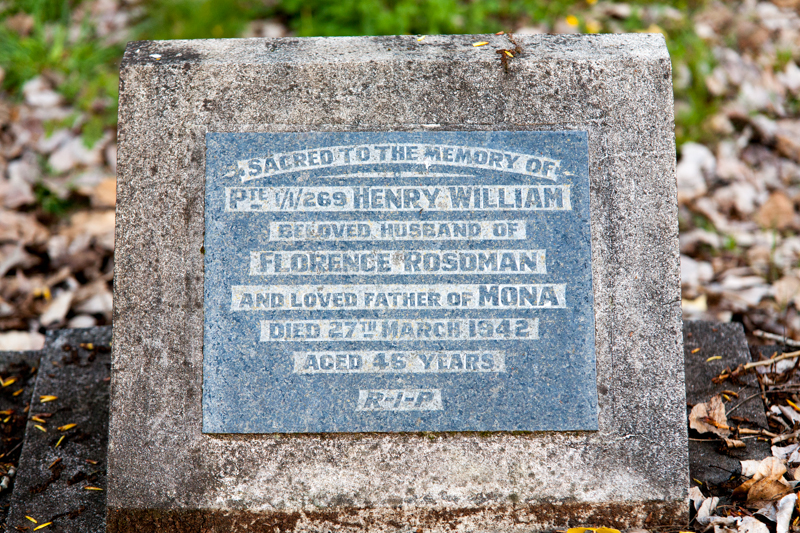 SACRED TO THE MEMORY OF
PTE 1/1/269 HENRY WILLIAM
BELOVED HUSBAND OF
FLORENCE ROSDMAN
AND LOVED FATHER OF MONA
DIED 27TH MARCH 1942
AGED 45 YEARS
R-I-P